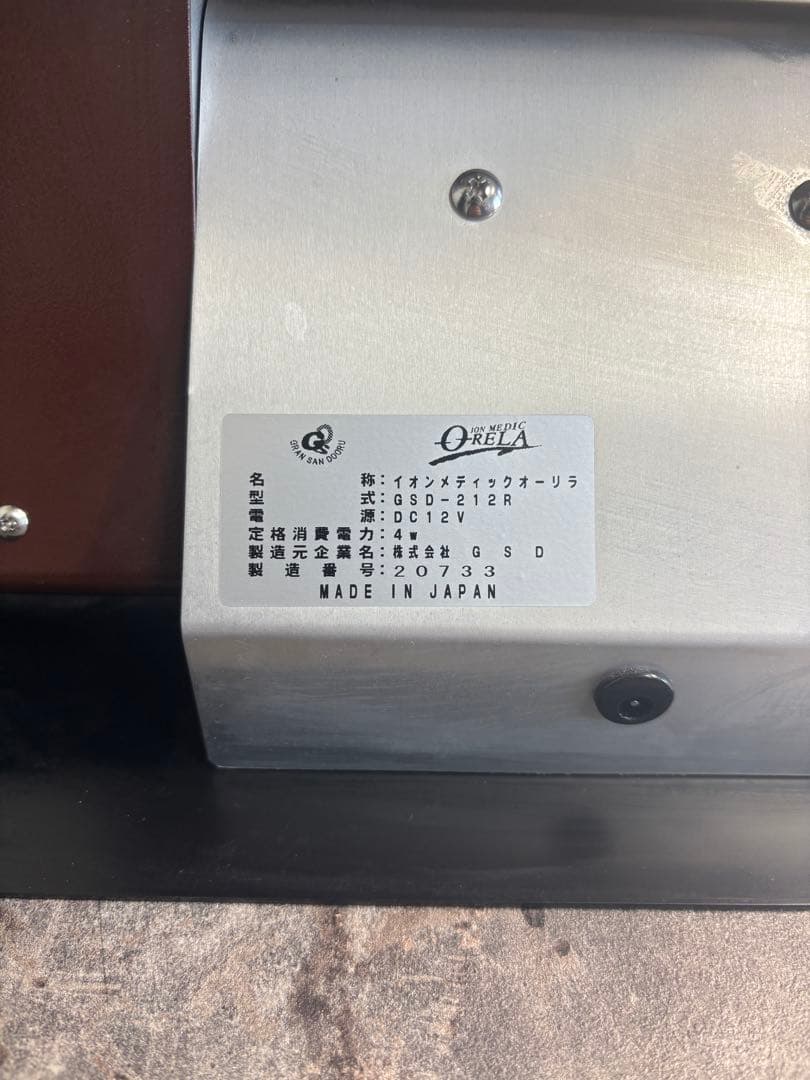 GRAN SAN DOORU
ION MEDIC
ORELA
名称：イオンメディックオーリラ
型式：GSD-212R
電源：DC12V
定格消費電力：4w
製造元企業名：株式会社 G S D
製造番号：20733
MADE IN JAPAN